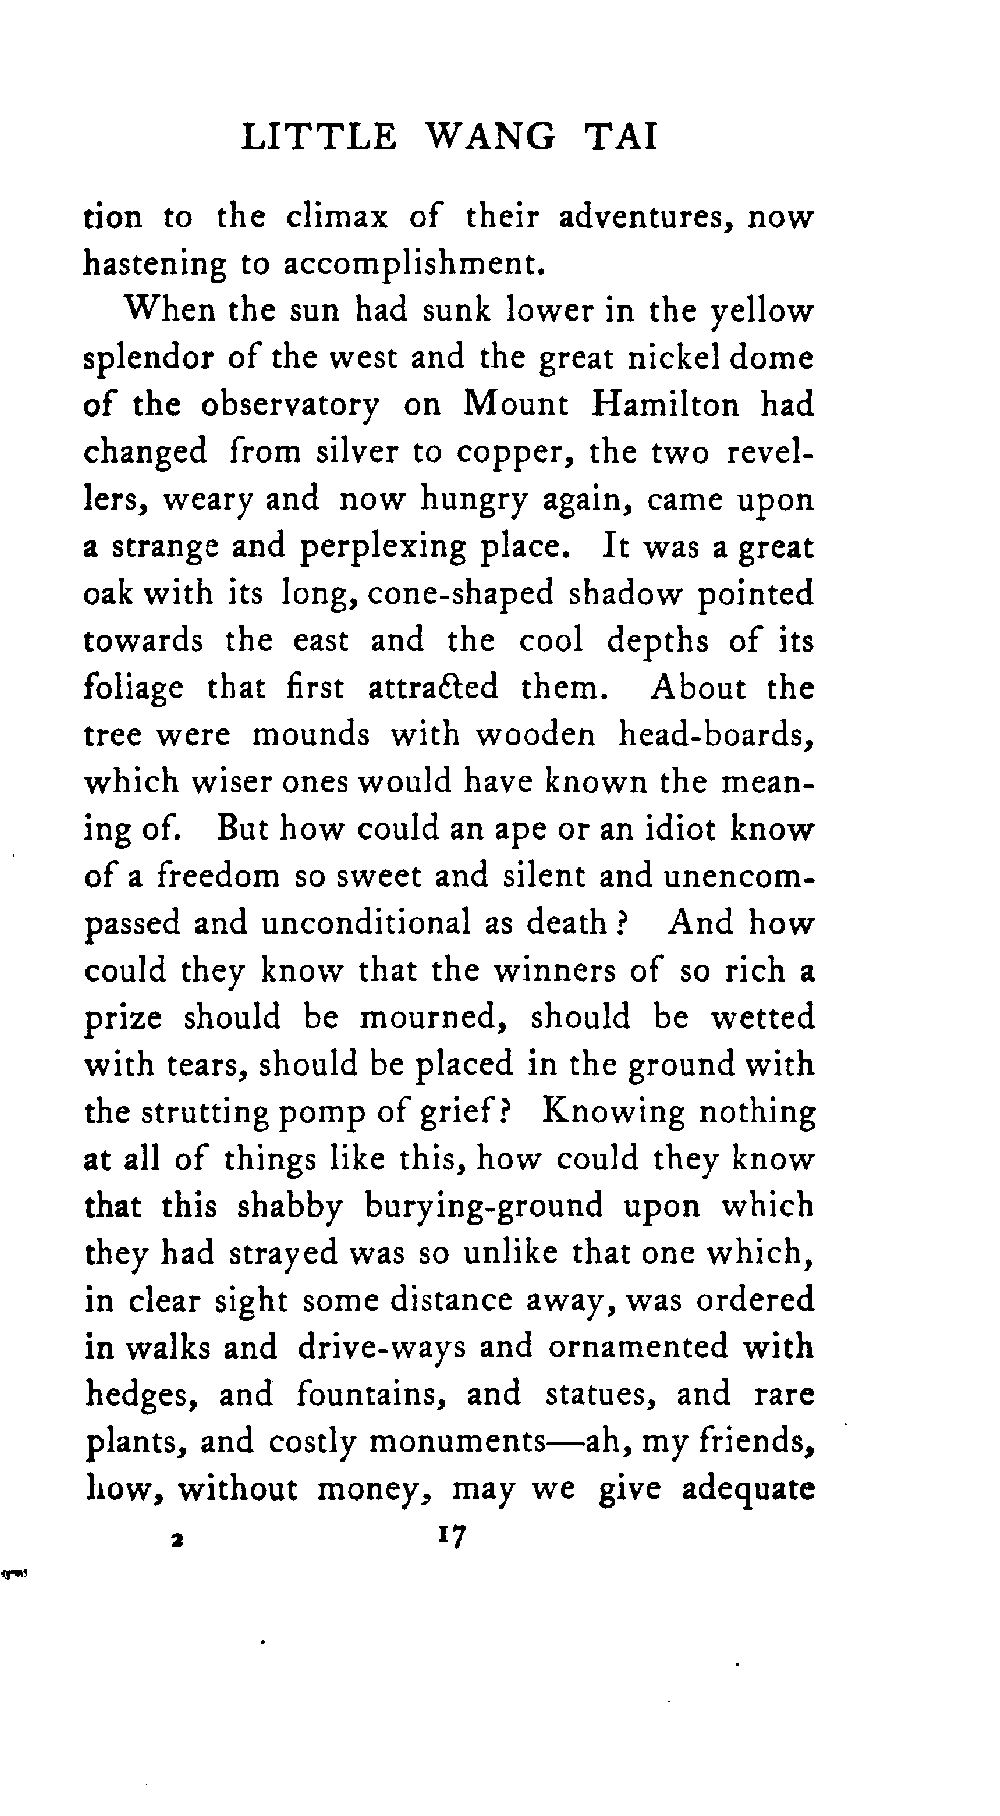 LITTLE WANG TAI
tion to the climax of their adventures, now
hastening to accomplishment.
When the sun had sunk lower in the yellow
splendor of the west and the great nickel dome
of the observatory on Mount Hamilton had
changed from silver to copper, the two revel-
lers, weary and now hungry again, came upon
a strange and perplexing place. It was a great
oak with its long, cone-shaped shadow pointed
towards the east and the cool depths of its
foliage that first attracted them. About the
tree were mounds with wooden head-boards,
which wiser ones would have known the mean-
ing of. But how could an ape or an idiot know
of a freedom so sweet and silent and unencom-
passed and unconditional as death? And how
could they know that the winners of so rich a
prize should be mourned, should be wetted
with tears, should be placed in the ground with
the strutting pomp of grief? Knowing nothing
at all of things like this, how could they know
that this shabby burying-ground upon which
they had strayed was so unlike that one which,
in clear sight some distance away, was ordered
in walks and drive-ways and ornamented with
hedges, and fountains, and statues, and rare
plants, and costly monuments—ah, my friends,
how, without money, may we give adequate
2 17